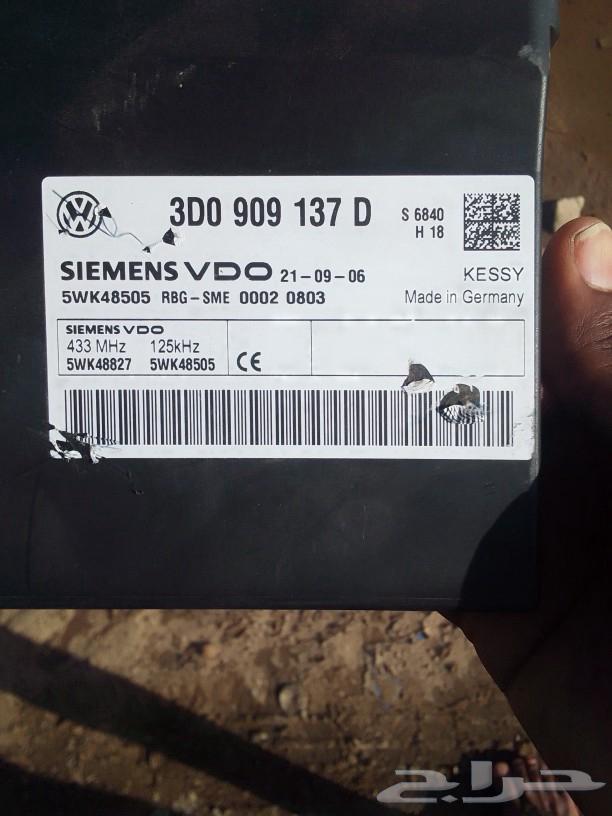 3D0 909 137 D
S 6840
H 18
SIEMENS VDO 21-09-06
KESSY
5WK48505 RBG-SME 0002 0803
Made in Germany
SIEMENS VDO
433 MHz 125kHz
5WK48827 5WK48505
CE
حراج